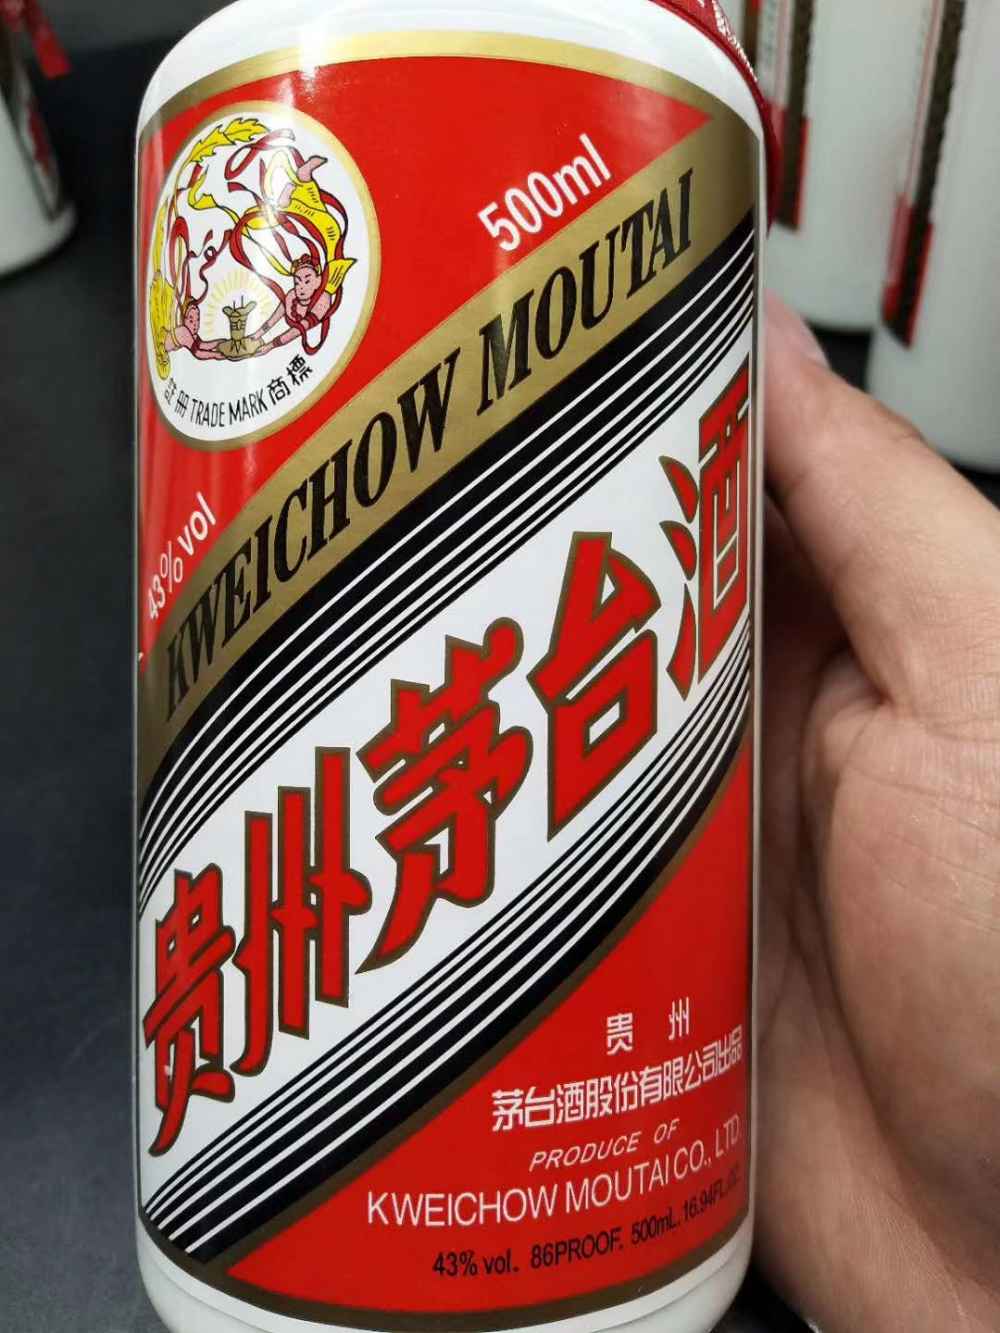 註冊 TRADE MARK 商標
500ml
43% vol
KWEICHOW MOUTAI
贵州茅台酒
贵州
茅台酒股份有限公司出品
PRODUCE OF
KWEICHOW MOUTAI CO., LTD.
43% vol. 86PROOF. 500mL. 16.94FL.OZ.